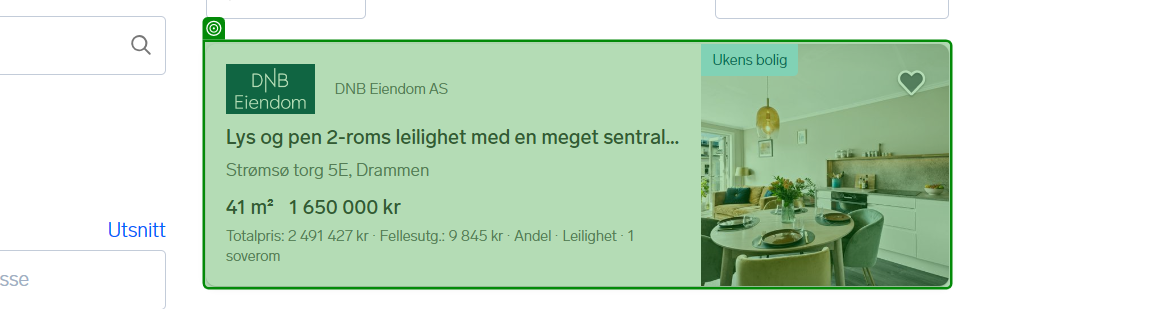 Ukens bolig
DNB
Eiendom
DNB Eiendom AS
Lys og pen 2-roms leilighet med en meget sentral...
Strømsø torg 5E, Drammen
41 m² 1 650 000 kr
Totalpris: 2 491 427 kr ∙ Fellesutg.: 9 845 kr ∙ Andel ∙ Leilighet ∙ 1
soverom
Utsnitt
sse